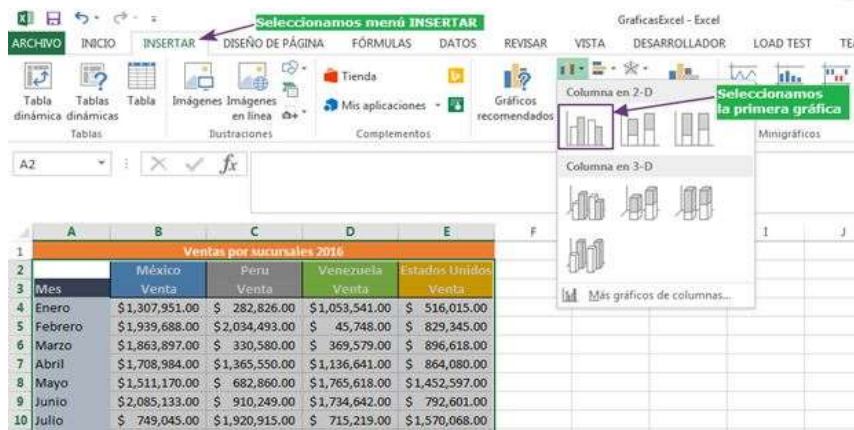 Seleccionamos menú INSERTAR
GraficasExcel - Excel
ARCHIVO INICIO INSERTAR DISEÑO DE PÁGINA FÓRMULAS DATOS REVISAR VISTA DESARROLLADOR LOAD TEST TE
Tabla dinámica
Tablas dinámicas
Tabla
Imágenes
Imágenes en línea
Tienda
Mis aplicaciones
Gráficos recomendados
Tablas
Ilustraciones
Complementos
Minigráficos
Columna en 2-D
Seleccionamos
la primera gráfica
Columna en 3-D
Más gráficos de columnas...
A2 fx
A B C D E F I J
1 Ventas por sucursales 2016
2 México Peru Venezuela Estados Unidos
3 Mes Venta Venta Venta Venta
4 Enero $1,307,951.00 $ 282,826.00 $1,053,541.00 $ 516,015.00
5 Febrero $1,939,688.00 $2,034,493.00 $ 45,748.00 $ 829,345.00
6 Marzo $1,863,897.00 $ 330,580.00 $ 369,579.00 $ 896,618.00
7 Abril $1,708,984.00 $1,365,550.00 $1,136,641.00 $ 864,080.00
8 Mayo $1,511,170.00 $ 682,860.00 $1,765,618.00 $1,452,597.00
9 Junio $2,085,133.00 $ 910,249.00 $1,734,642.00 $ 792,601.00
10 Julio $ 749,045.00 $1,920,915.00 $ 715,219.00 $1,570,068.00